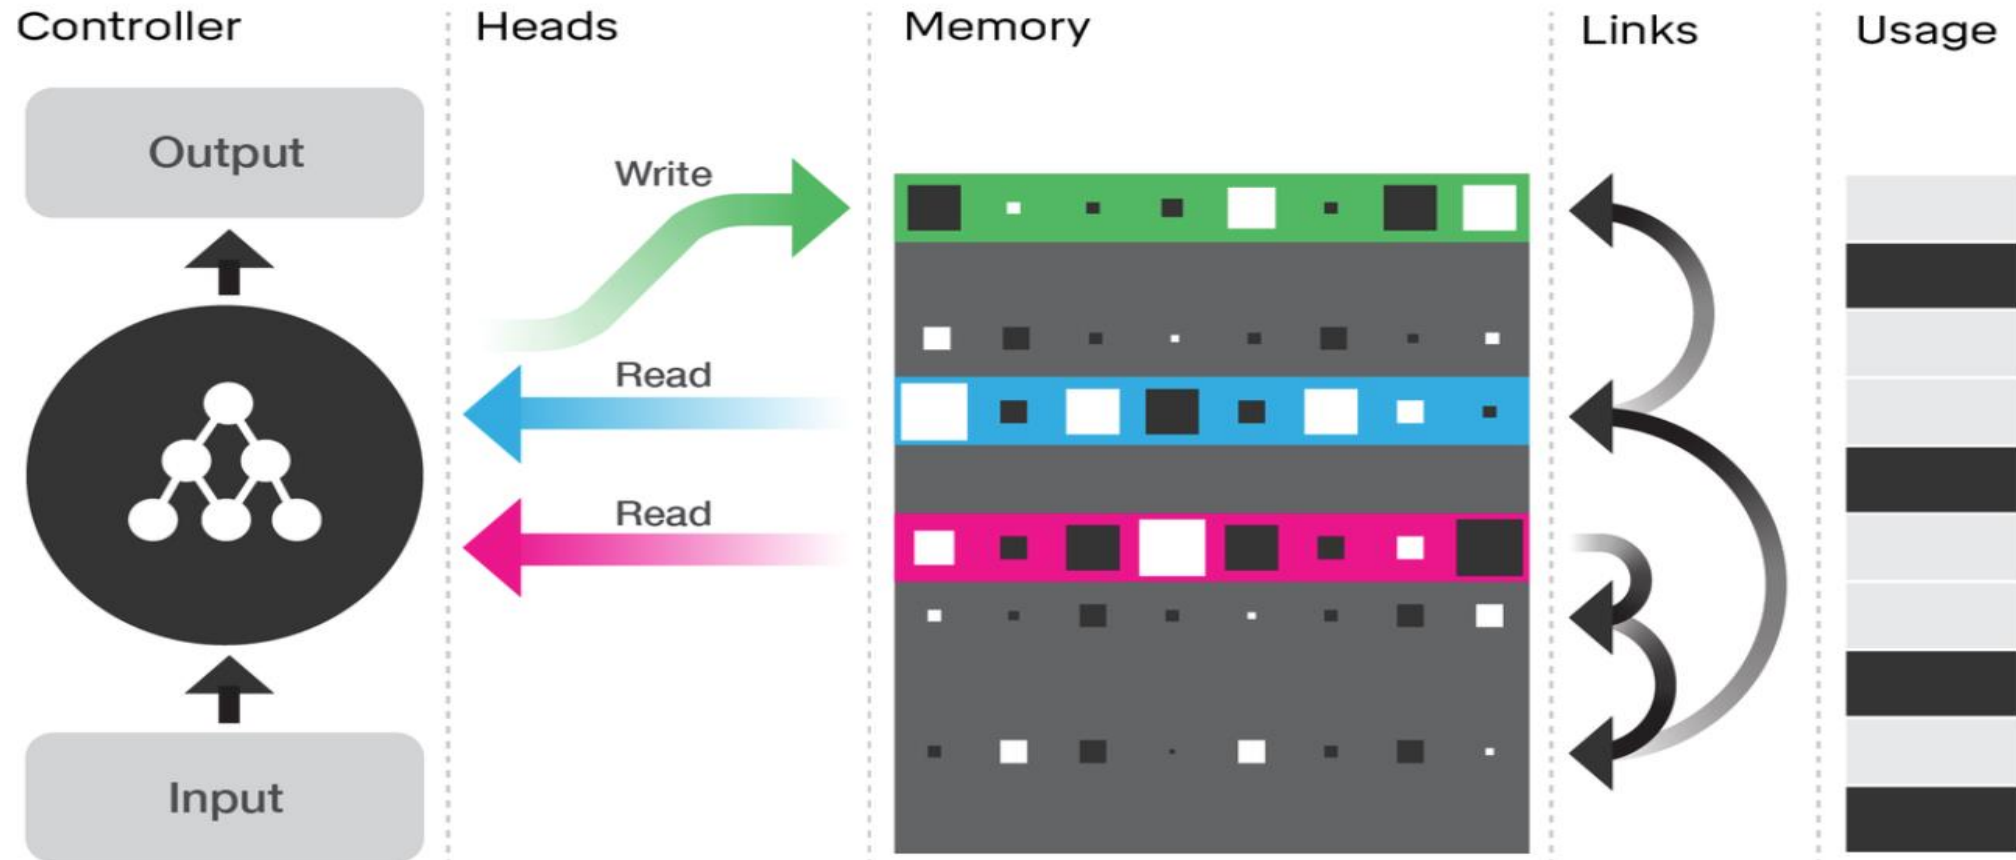 Controller
Heads
Memory
Links
Usage
Output
Write
Read
Read
Input